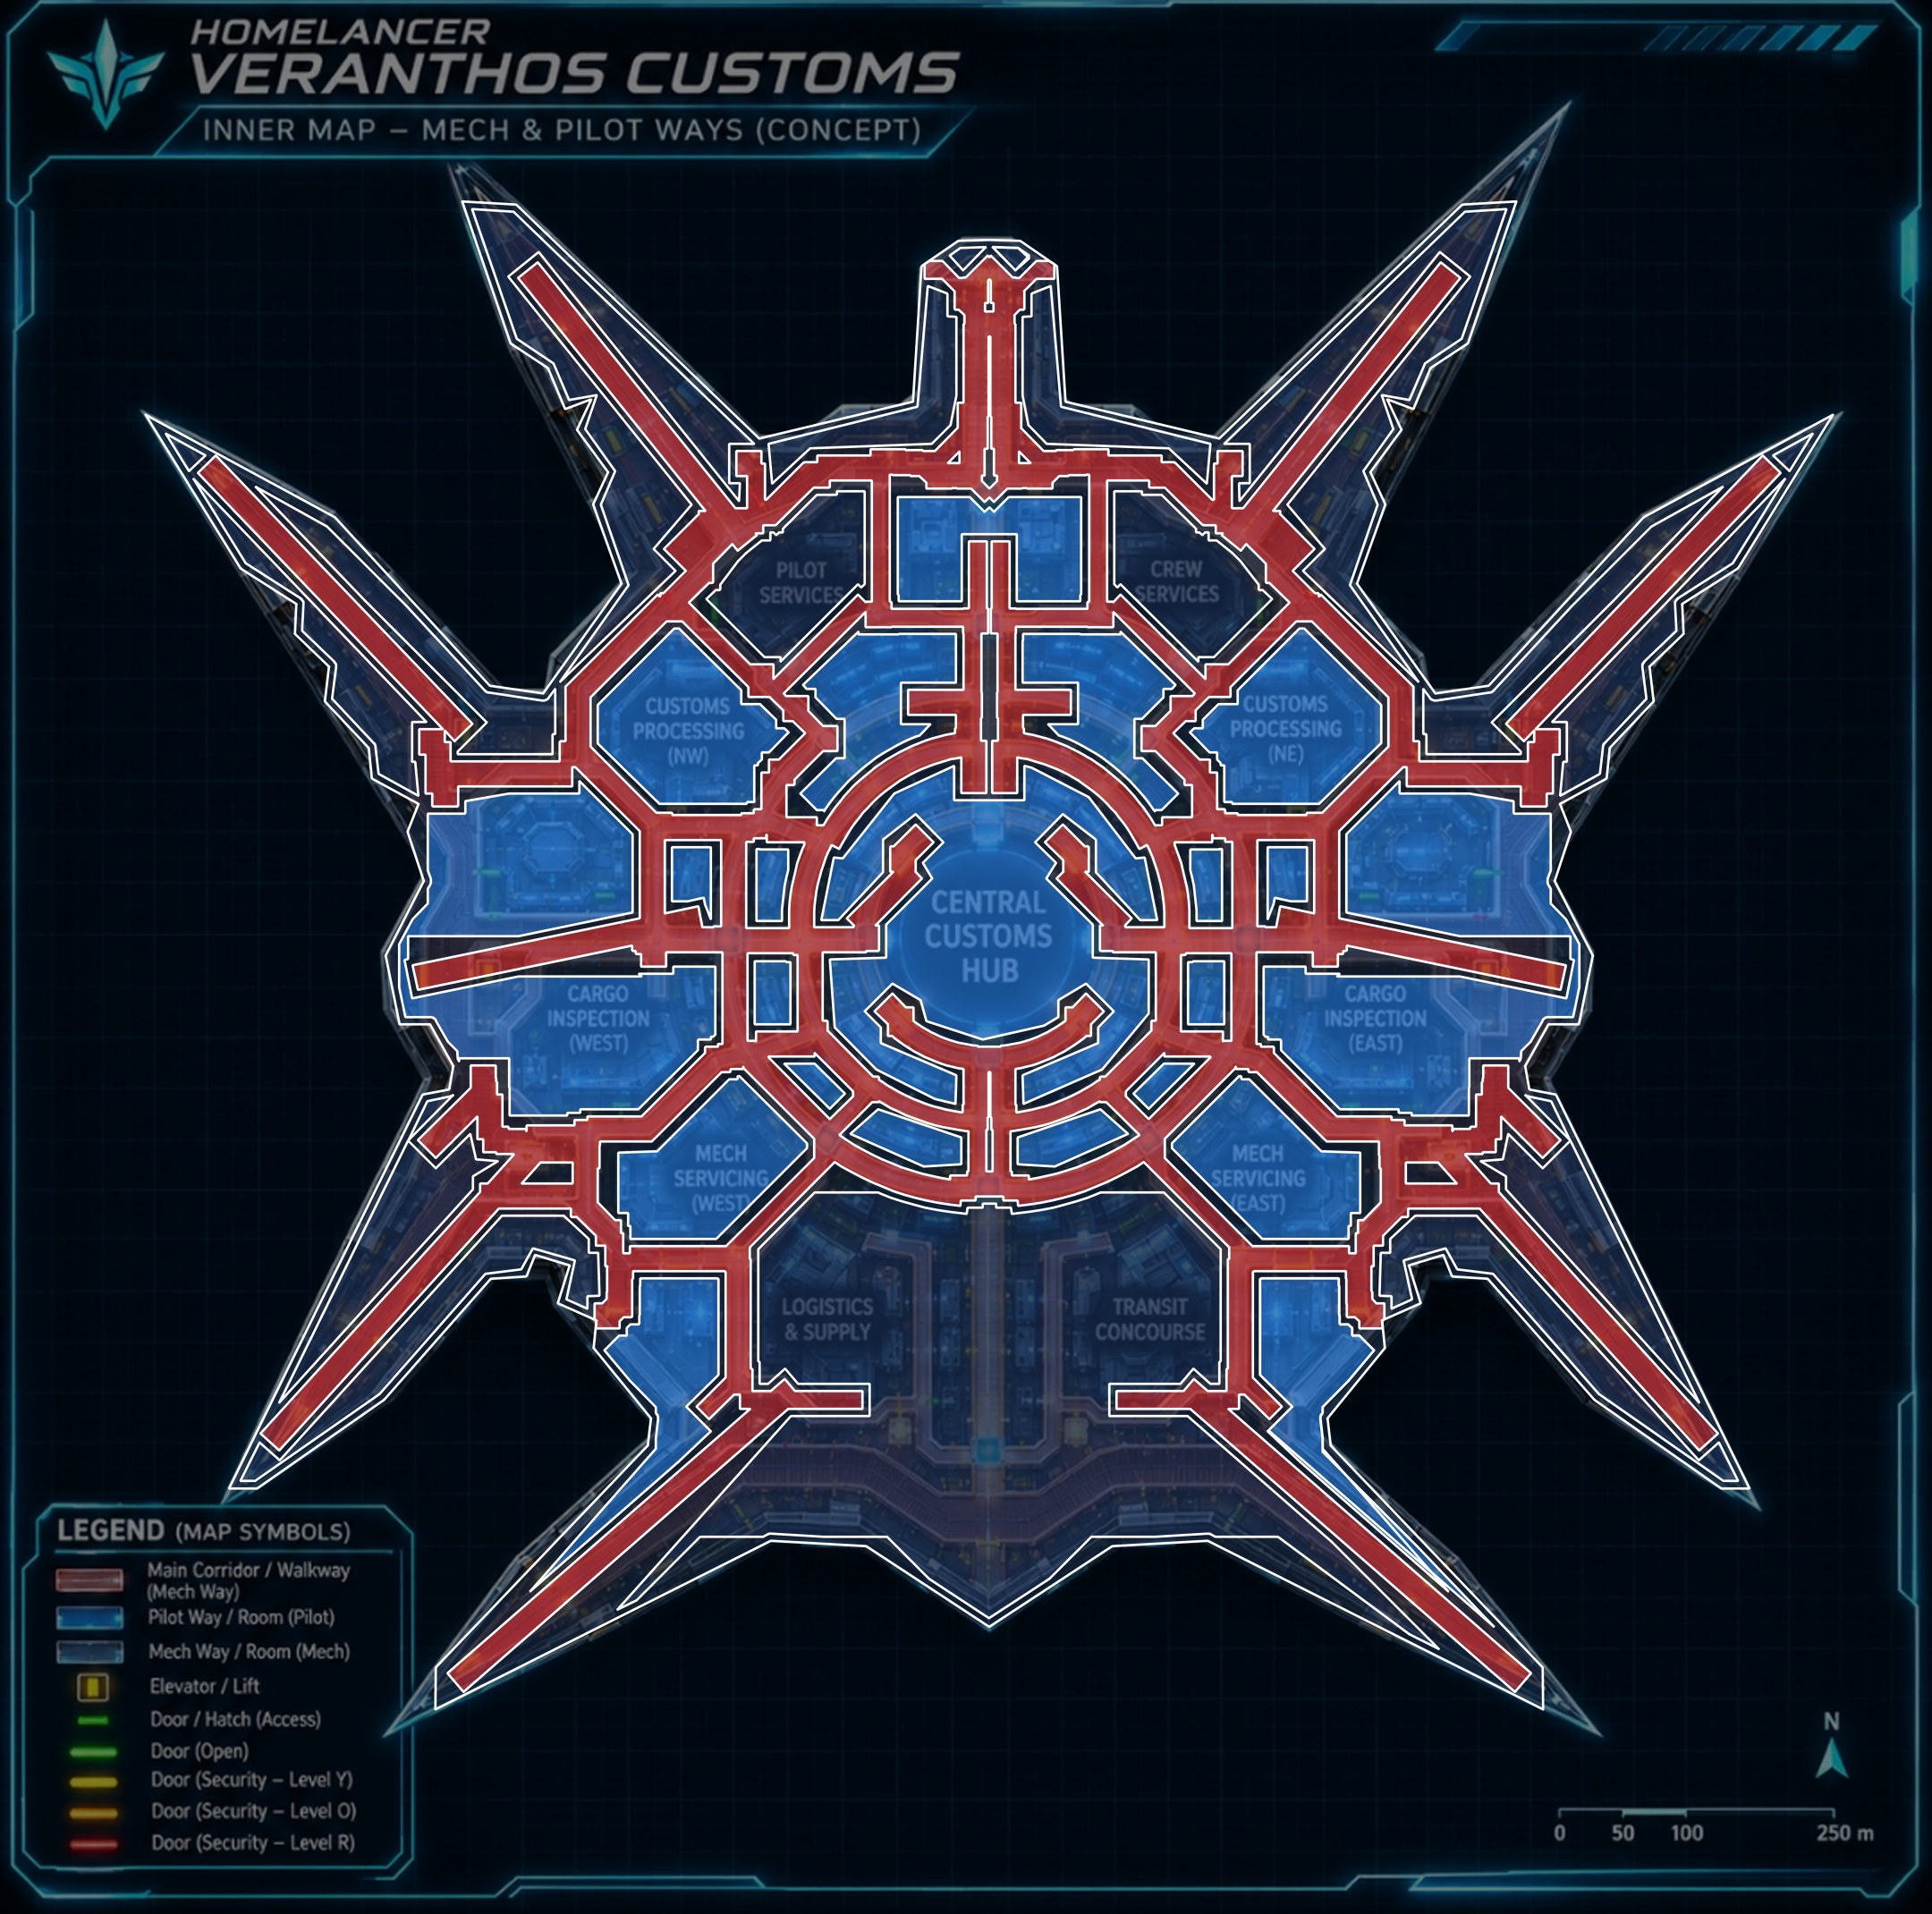 HOMELANCER
VERANTHOS CUSTOMS
INNER MAP – MECH & PILOT WAYS (CONCEPT)
PILOT
SERVICES
CREW
SERVICES
CUSTOMS
PROCESSING
(NW)
CUSTOMS
PROCESSING
(NE)
CENTRAL
CUSTOMS
HUB
CARGO
INSPECTION
(WEST)
CARGO
INSPECTION
(EAST)
MECH
SERVICING
(WEST)
MECH
SERVICING
(EAST)
LOGISTICS
& SUPPLY
TRANSIT
CONCOURSE
LEGEND (MAP SYMBOLS)
Main Corridor / Walkway
(Mech Way)
Pilot Way / Room (Pilot)
Mech Way / Room (Mech)
Elevator / Lift
Door / Hatch (Access)
Door (Open)
Door (Security – Level Y)
Door (Security – Level O)
Door (Security – Level R)
N
0 50 100 250 m